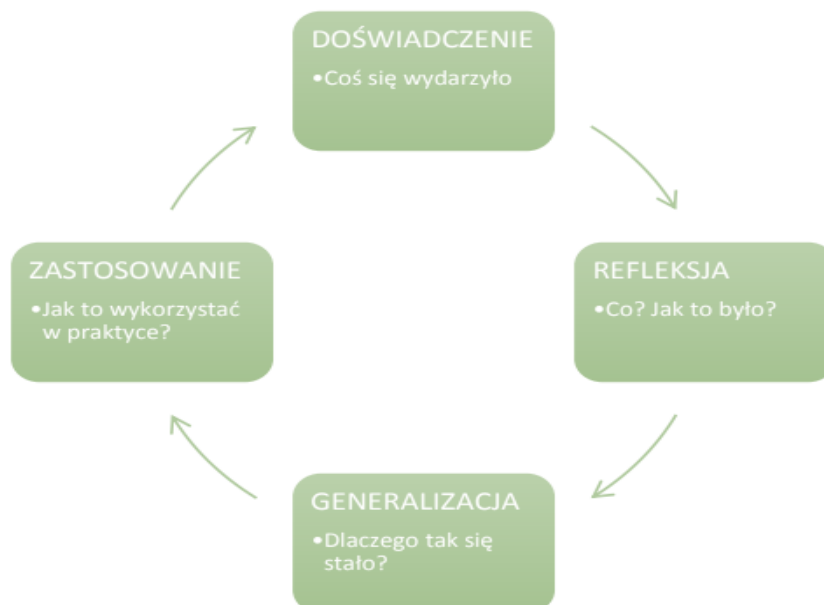 DOŚWIADCZENIE
•Coś się wydarzyło
REFLEKSJA
•Co? Jak to było?
GENERALIZACJA
•Dlaczego tak się
stało?
ZASTOSOWANIE
•Jak to wykorzystać
w praktyce?